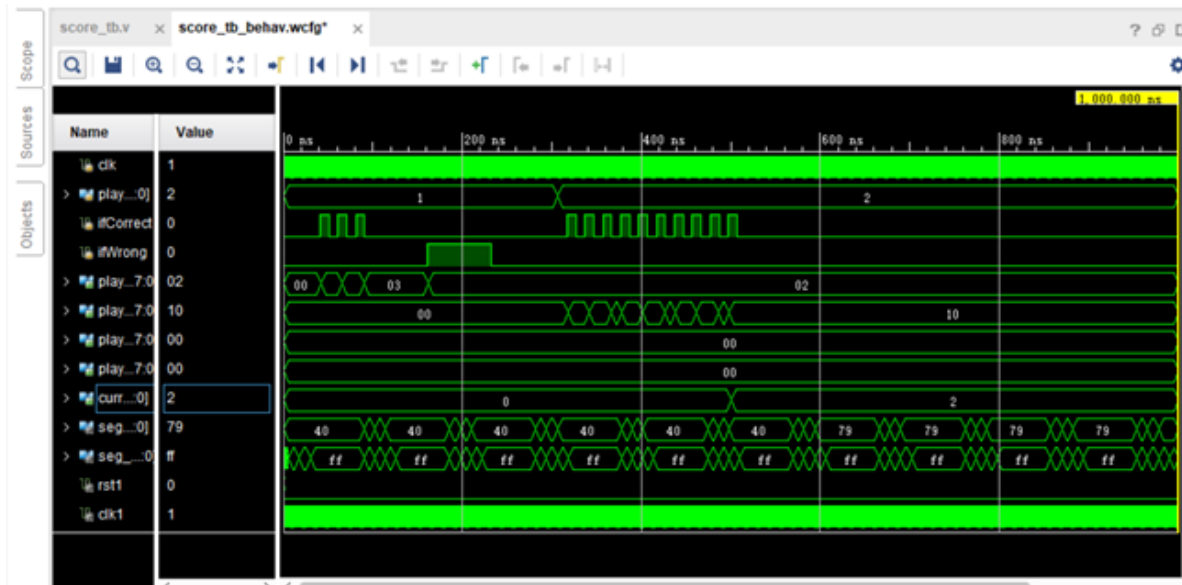 score_tb.v × score_tb_behav.wcfg* ×
?
Scope
Sources
Objects
1,000.000 ns
Name Value
0 ns 200 ns 400 ns 600 ns 800 ns
clk 1
> play...:0] 2 1 2
ifCorrect 0
ifWrong 0
> play...7:0 02 00 03 02
> play...7:0 10 00 10
> play...7:0 00 00
> play...7:0 00 00
> curr...:0] 2 0 2
> seg...:0] 79 40 40 40 40 40 40 79 79 79 79
> seg_...:0 ff ff ff ff ff ff ff ff ff ff ff
rst1 0
clk1 1